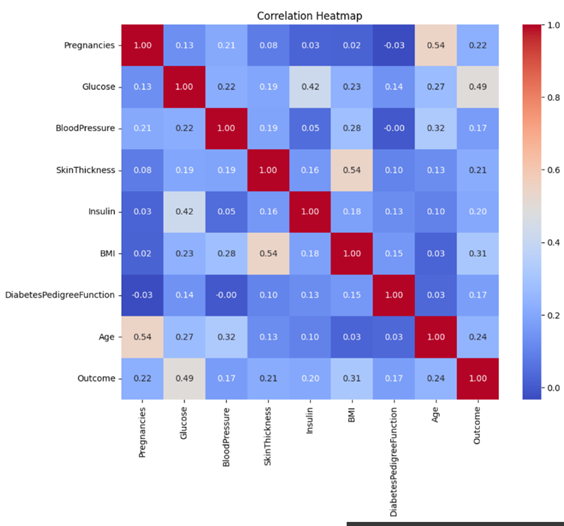 Correlation Heatmap
Pregnancies 1.00 0.13 0.21 0.08 0.03 0.02 -0.03 0.54 0.22
Glucose 0.13 1.00 0.22 0.19 0.42 0.23 0.14 0.27 0.49
BloodPressure 0.21 0.22 1.00 0.19 0.05 0.28 -0.00 0.32 0.17
SkinThickness 0.08 0.19 0.19 1.00 0.16 0.54 0.10 0.13 0.21
Insulin 0.03 0.42 0.05 0.16 1.00 0.18 0.13 0.10 0.20
BMI 0.02 0.23 0.28 0.54 0.18 1.00 0.15 0.03 0.31
DiabetesPedigreeFunction -0.03 0.14 -0.00 0.10 0.13 0.15 1.00 0.03 0.17
Age 0.54 0.27 0.32 0.13 0.10 0.03 0.03 1.00 0.24
Outcome 0.22 0.49 0.17 0.21 0.20 0.31 0.17 0.24 1.00
Pregnancies
Glucose
BloodPressure
SkinThickness
Insulin
BMI
DiabetesPedigreeFunction
Age
Outcome
1.0
0.8
0.6
0.4
0.2
0.0